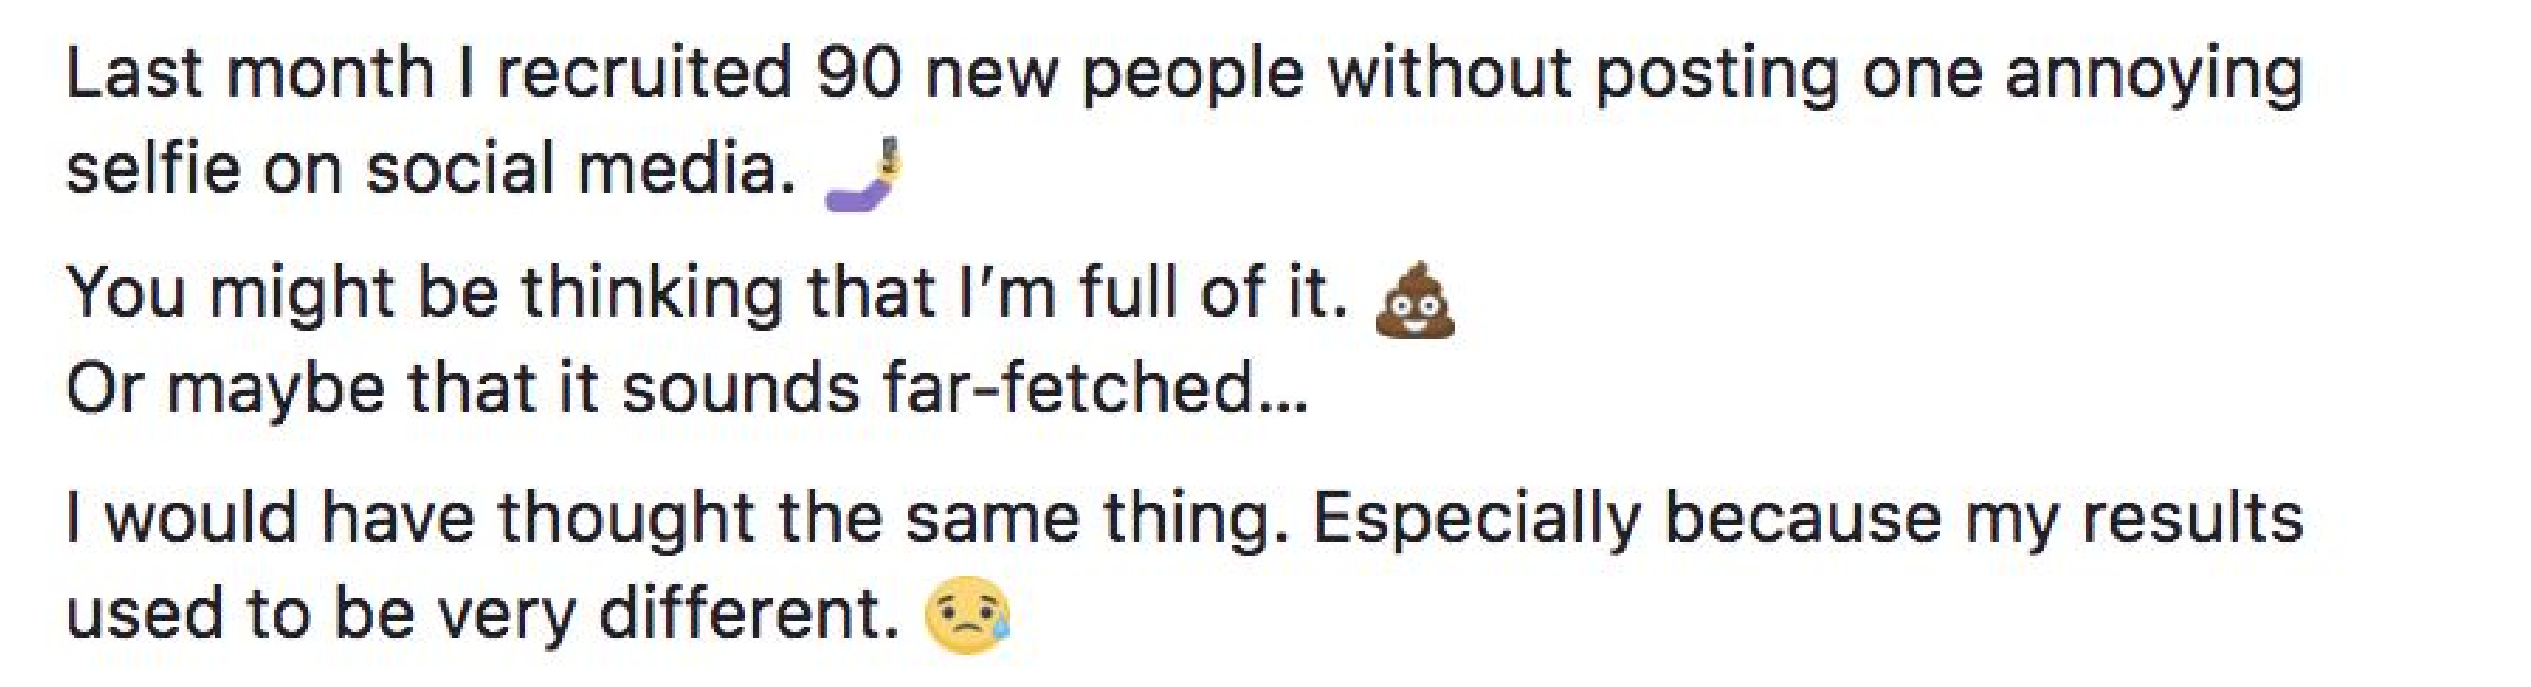 Last month I recruited 90 new people without posting one annoying
selfie on social media. 🤳
You might be thinking that I’m full of it. 💩
Or maybe that it sounds far-fetched...
I would have thought the same thing. Especially because my results
used to be very different. 😢